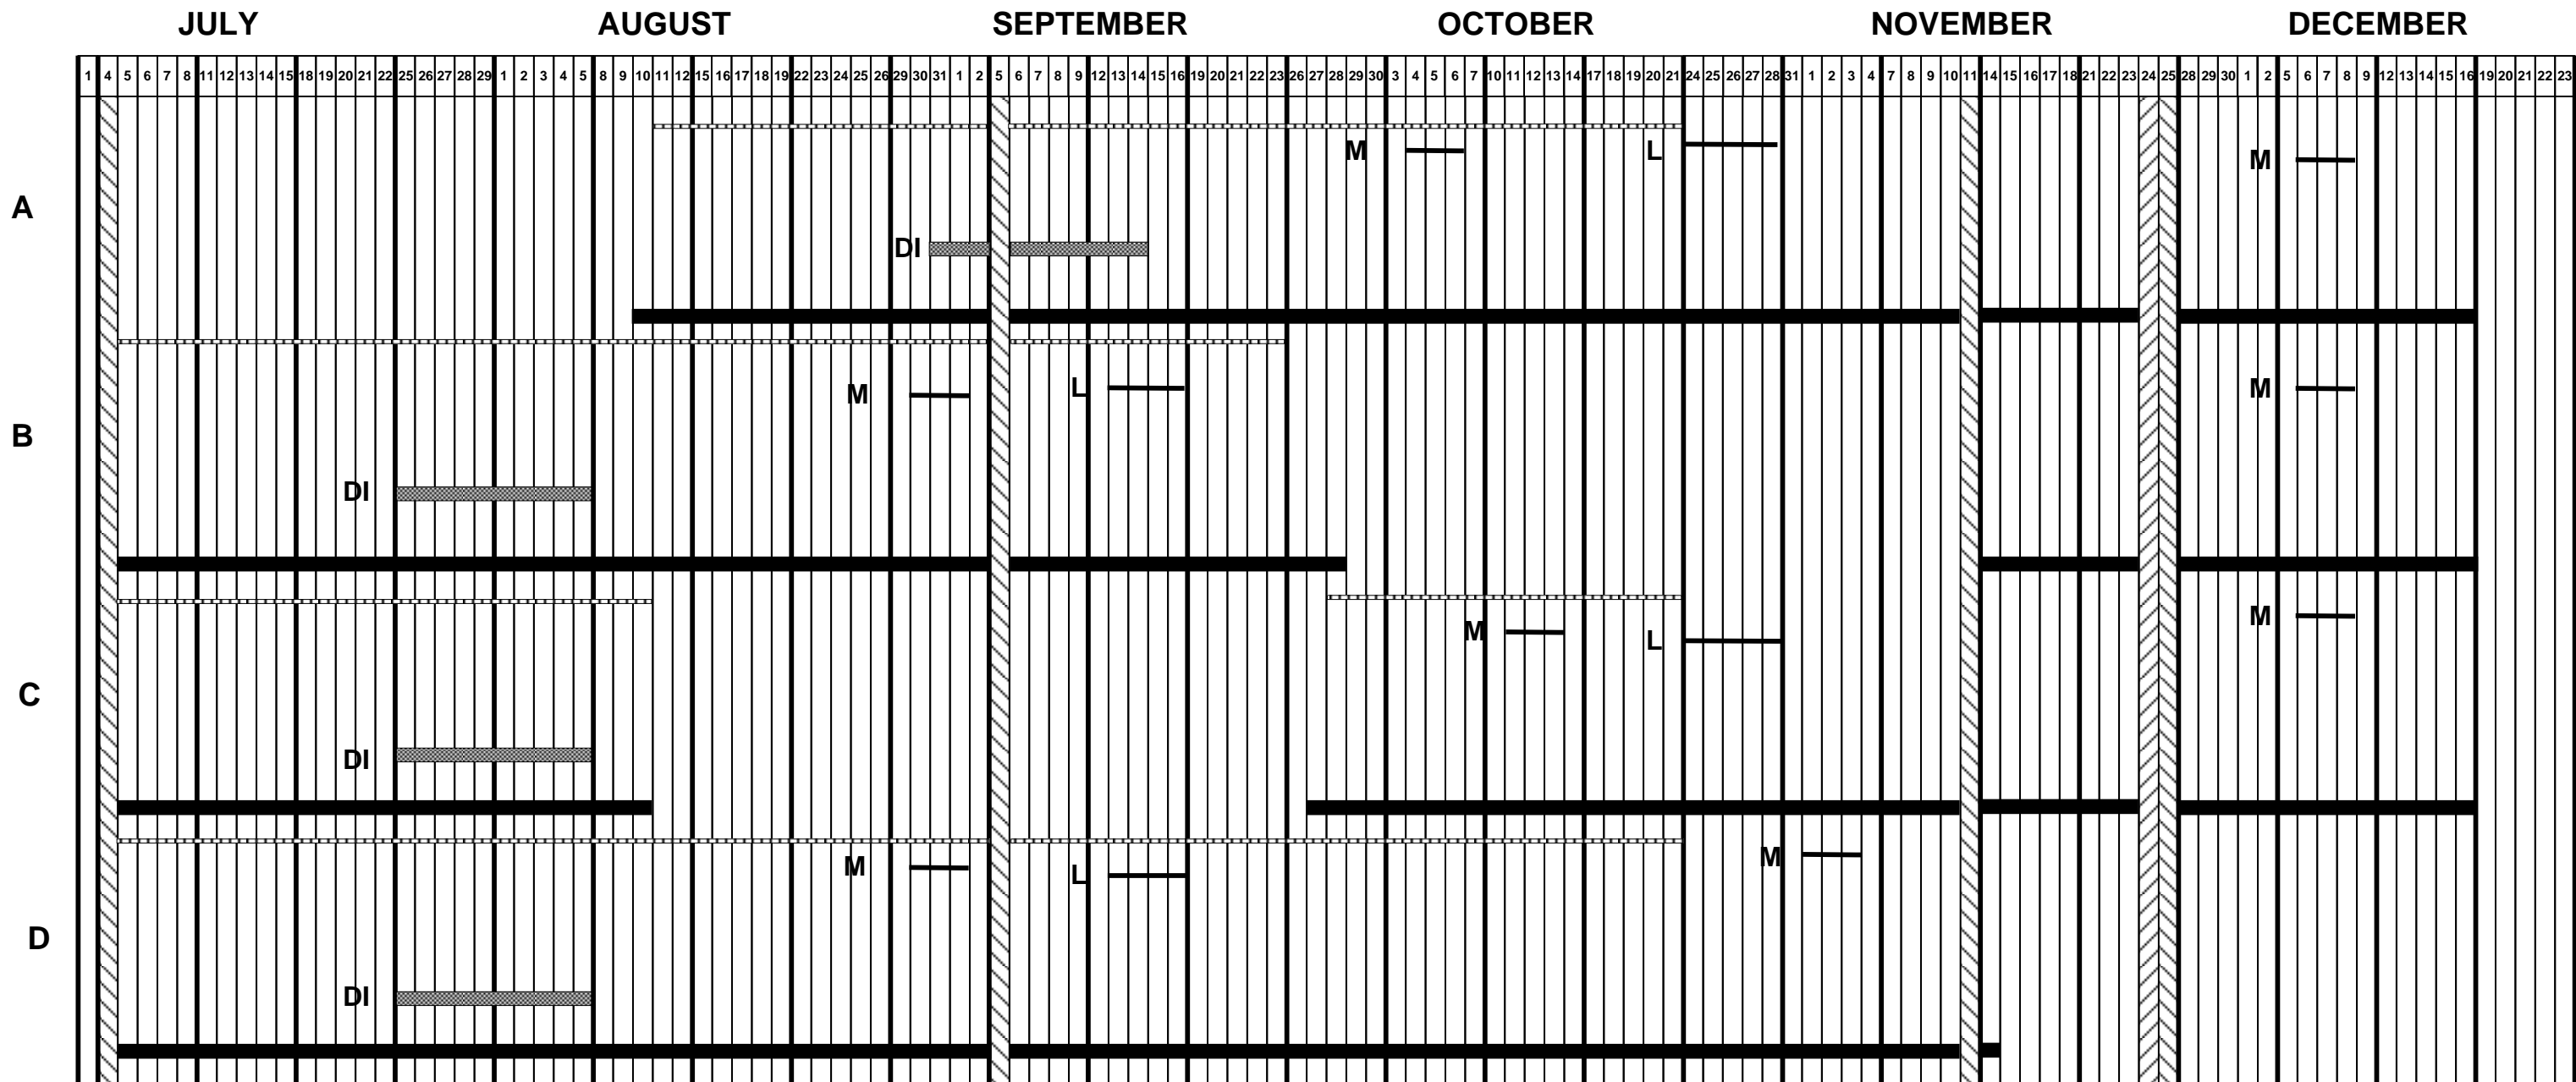 JULY AUGUST SEPTEMBER OCTOBER NOVEMBER DECEMBER
1 4 5 6 7 8 11 12 13 14 15 18 19 20 21 22 25 26 27 28 29 1 2 3 4 5 8 9 10 11 12 15 16 17 18 19 22 23 24 25 26 29 30 31 1 2 5 6 7 8 9 12 13 14 15 16 19 20 21 22 23 26 27 28 29 30 3 4 5 6 7 10 11 12 13 14 17 18 19 20 21 24 25 26 27 28 31 1 2 3 4 7 8 9 10 11 14 15 16 17 18 21 22 23 24 25 28 29 30 1 2 5 6 7 8 9 12 13 14 15 16 19 20 21 22 23
M L M
A
DI
M L M
B
DI
M L M
C
DI
M L M
D
DI